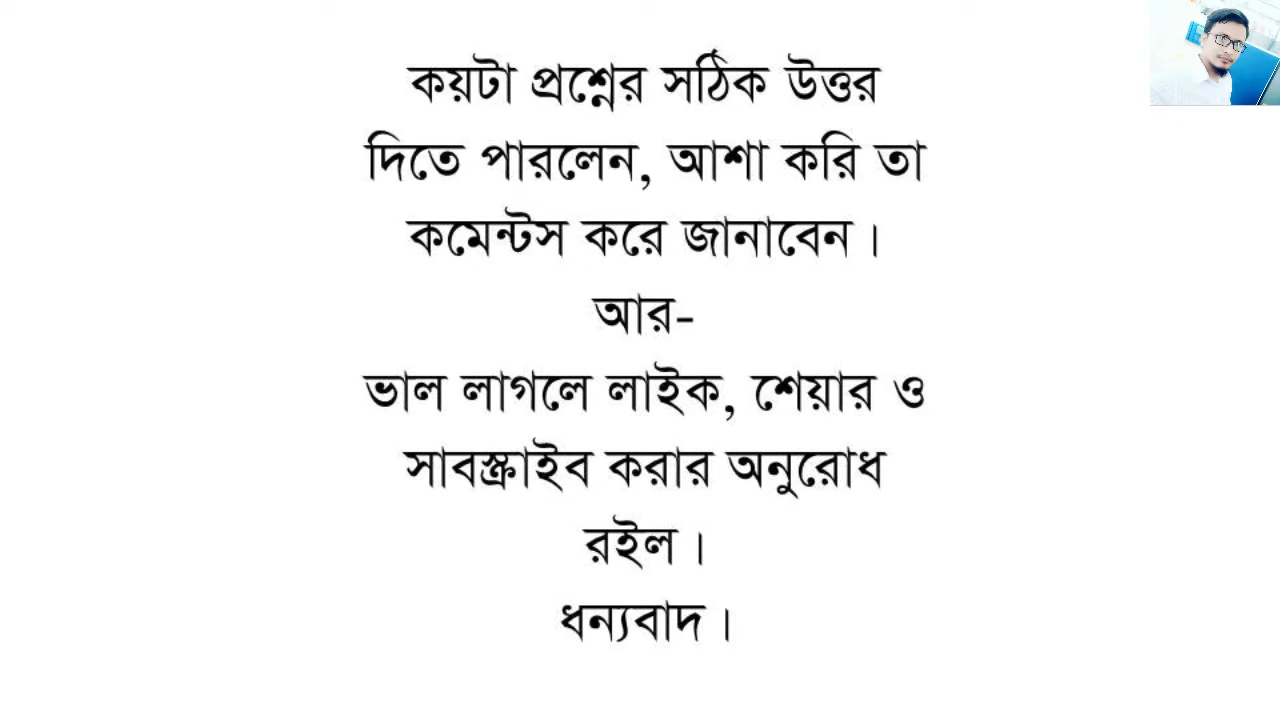 কয়টা প্রশ্নের সঠিক উত্তর
দিতে পারলেন, আশা করি তা
কমেন্টস করে জানাবেন।
আর-
ভাল লাগলে লাইক, শেয়ার ও
সাবস্ক্রাইব করার অনুরোধ
রইল।
ধন্যবাদ।